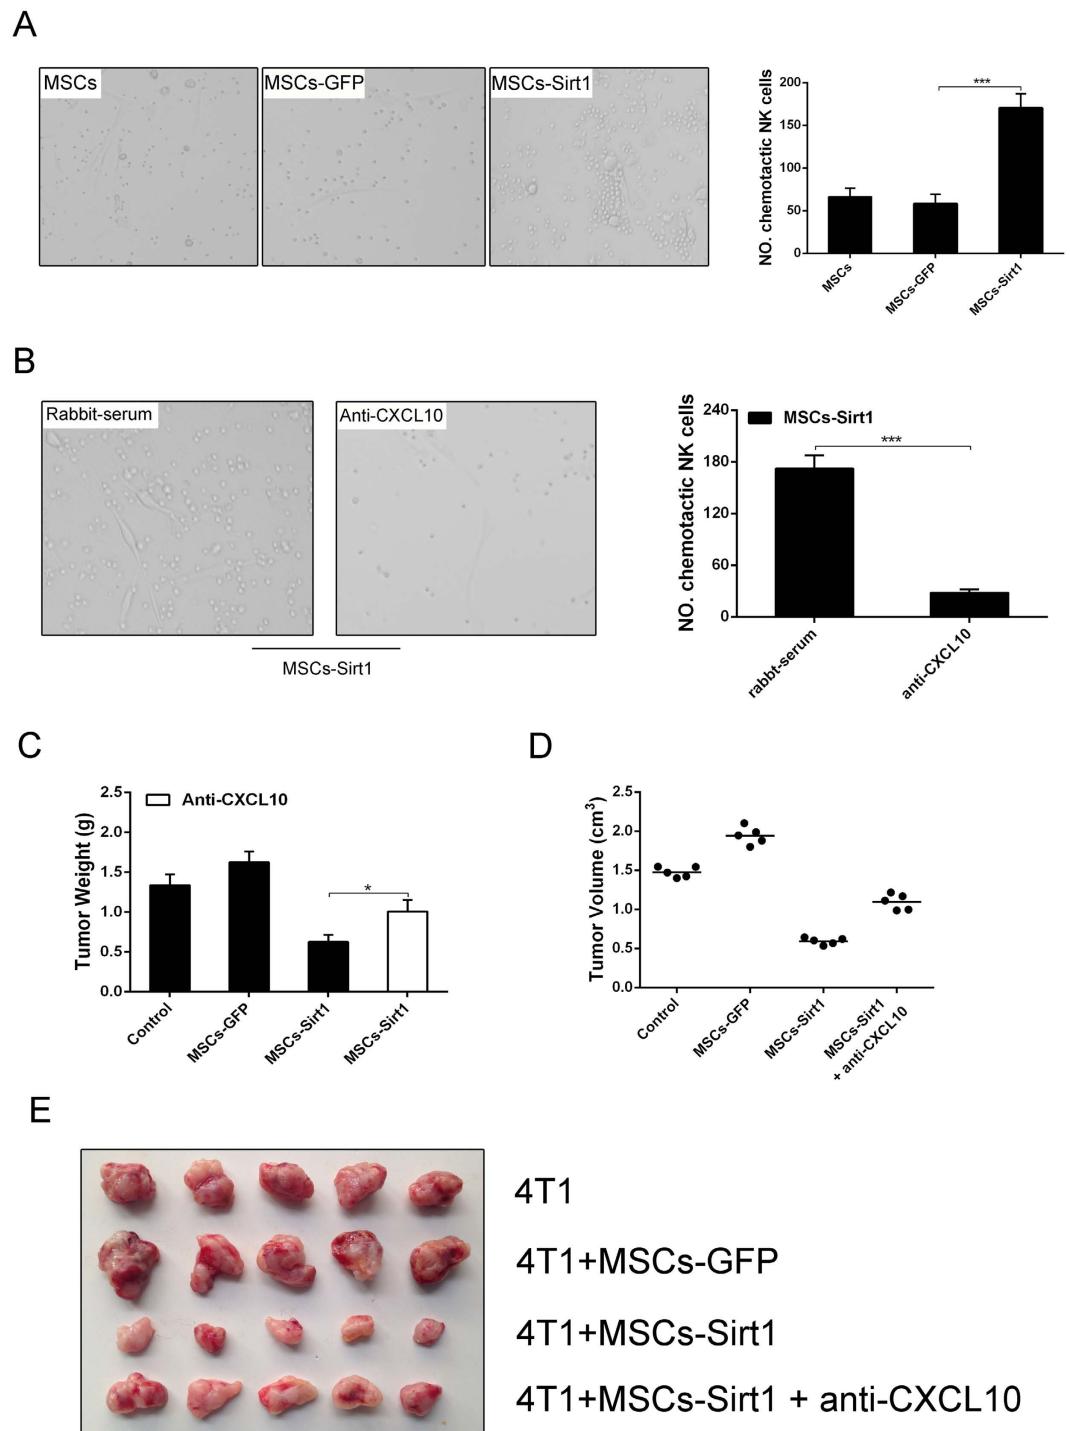 A
MSCs
MSCs-GFP
MSCs-Sirt1
NO. chemotactic NK cells
200
150
100
50
0
***
MSCs
MSCs-GFP
MSCs-Sirt1
B
Rabbit-serum
Anti-CXCL10
MSCs-Sirt1
NO. chemotactic NK cells
240
180
120
60
0
MSCs-Sirt1
***
rabbt-serum
anti-CXCL10
C
Tumor Weight (g)
2.5
2.0
1.5
1.0
0.5
0.0
Anti-CXCL10
*
Control
MSCs-GFP
MSCs-Sirt1
MSCs-Sirt1
D
Tumor Volume (cm³)
2.5
2.0
1.5
1.0
0.5
0.0
Control
MSCs-GFP
MSCs-Sirt1
MSCs-Sirt1
+ anti-CXCL10
E
4T1
4T1+MSCs-GFP
4T1+MSCs-Sirt1
4T1+MSCs-Sirt1 + anti-CXCL10